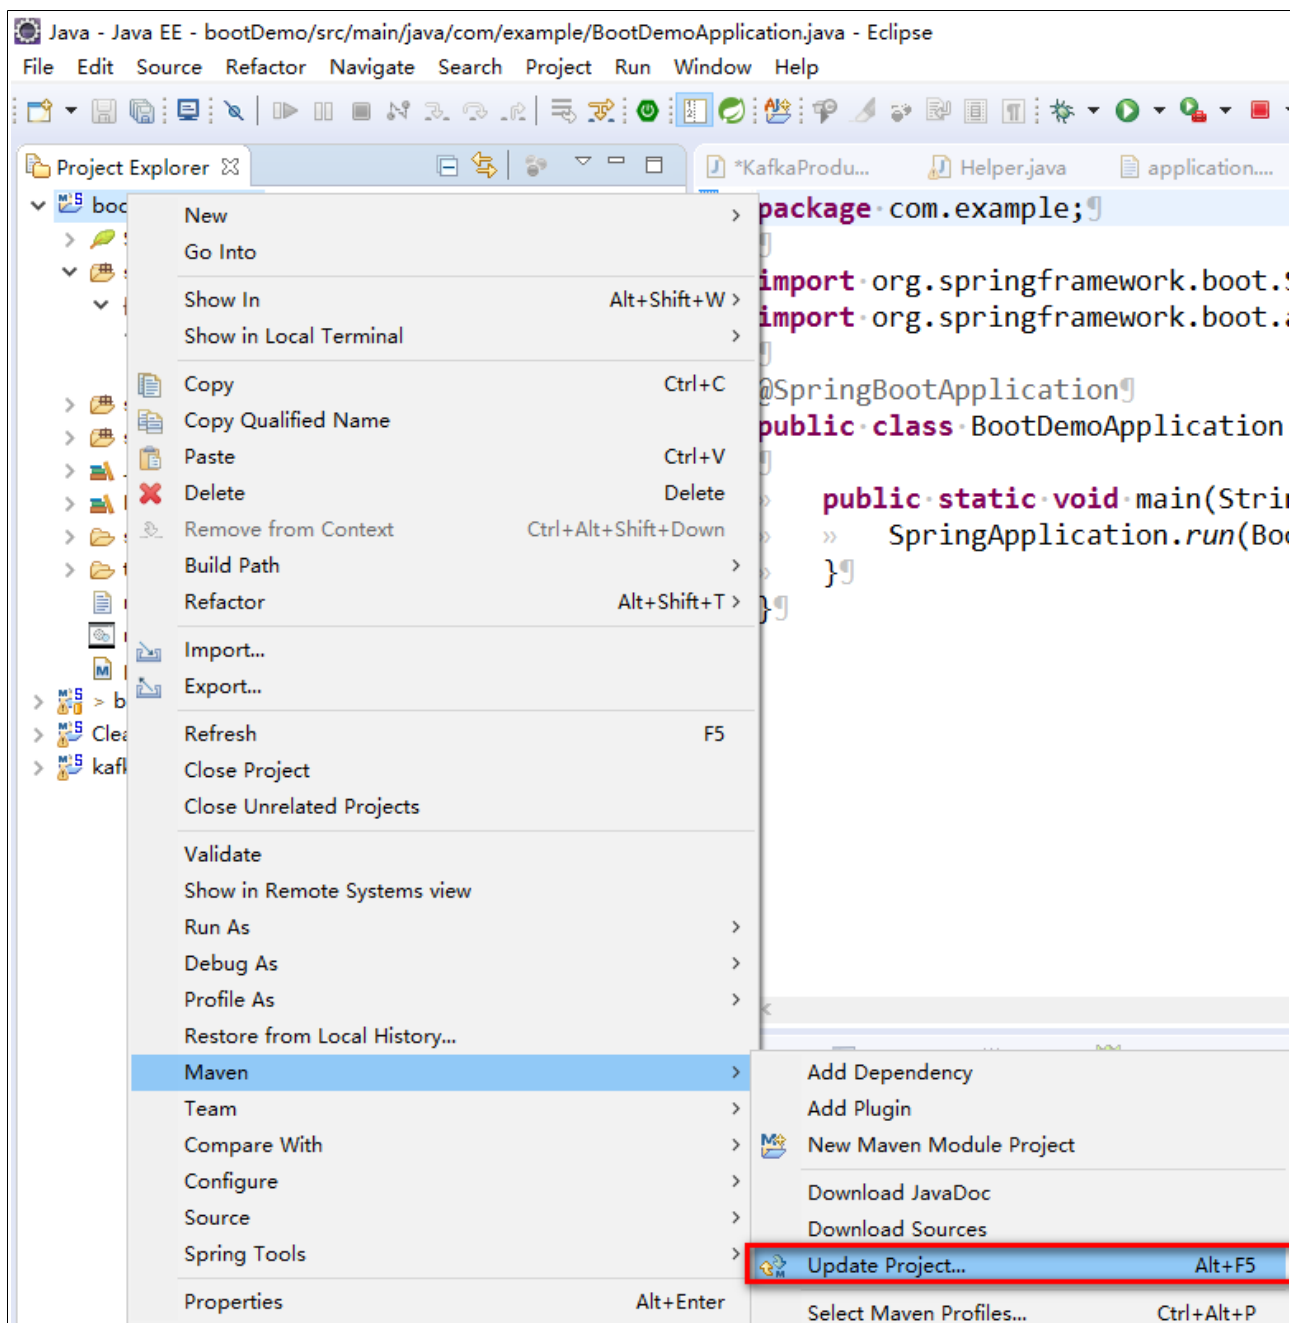 Java - Java EE - bootDemo/src/main/java/com/example/BootDemoApplication.java - Eclipse
File Edit Source Refactor Navigate Search Project Run Window Help
Project Explorer
*KafkaProdu... Helper.java application....
package com.example;
import org.springframework.boot.
import org.springframework.boot.
@SpringBootApplication
public class BootDemoApplication
public static void main(
SpringApplication.run(
}
}
> b
New
Go Into
Show In Alt+Shift+W
Show in Local Terminal
Copy Ctrl+C
Copy Qualified Name
Paste Ctrl+V
Delete Delete
Remove from Context Ctrl+Alt+Shift+Down
Build Path
Refactor Alt+Shift+T
Import...
Export...
Refresh F5
Close Project
Close Unrelated Projects
Validate
Show in Remote Systems view
Run As
Debug As
Profile As
Restore from Local History...
Maven
Team
Compare With
Configure
Source
Spring Tools
Properties Alt+Enter
Add Dependency
Add Plugin
New Maven Module Project
Download JavaDoc
Download Sources
Update Project... Alt+F5
Select Maven Profiles... Ctrl+Alt+P